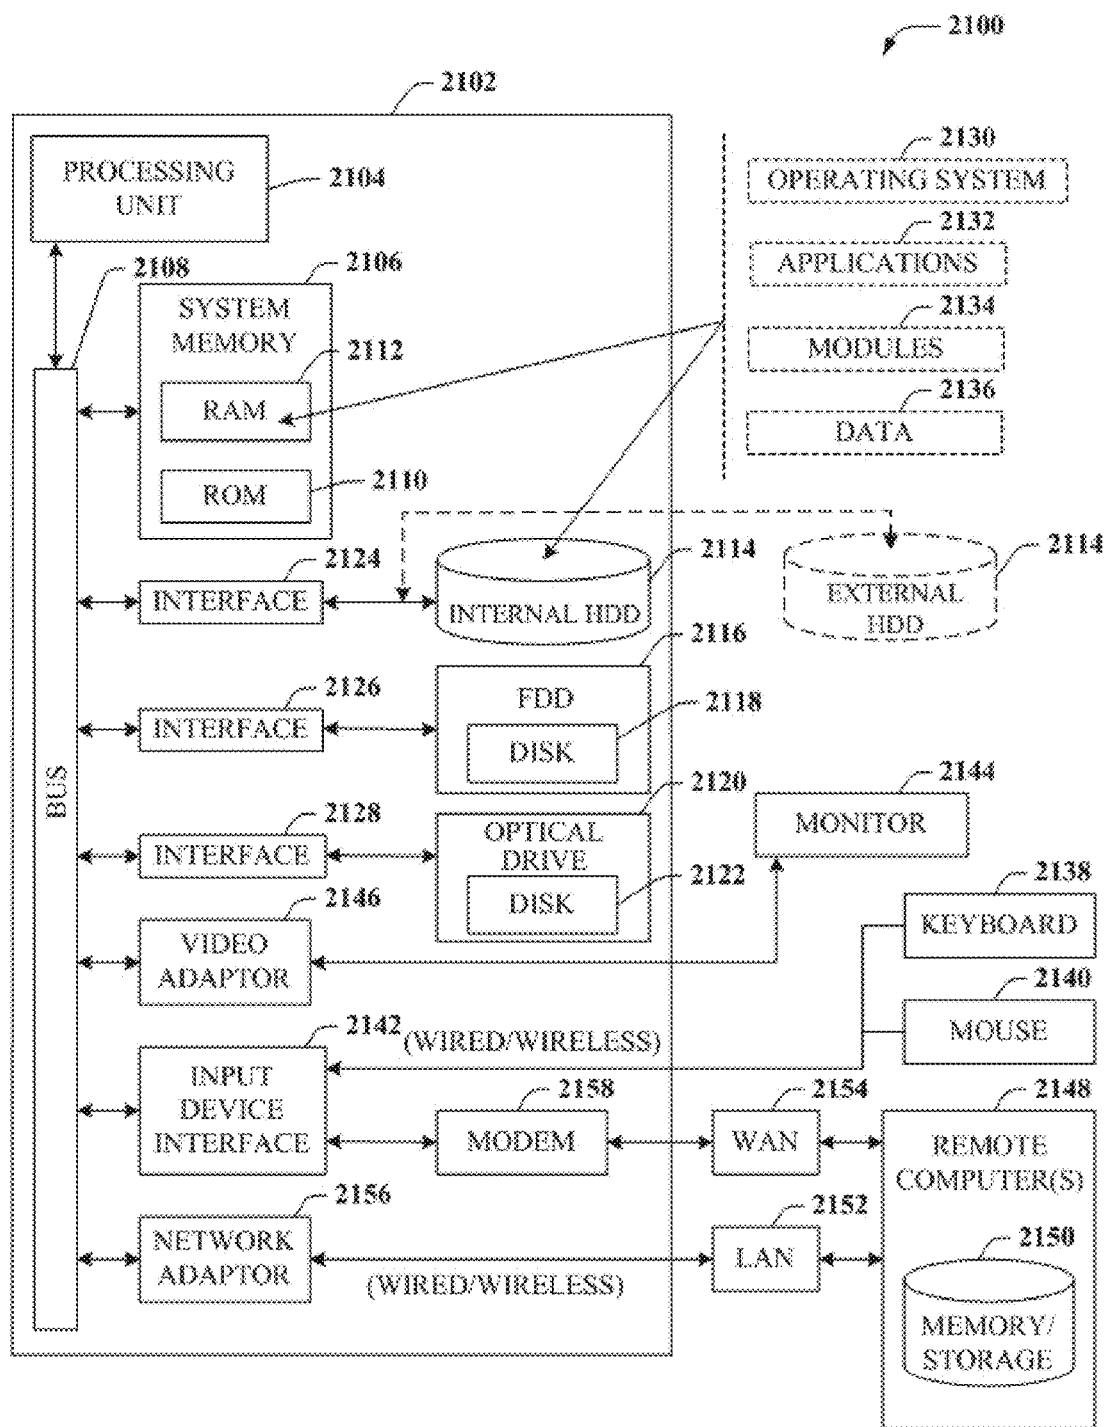 2100
2102
PROCESSING
UNIT
2104
2130
OPERATING SYSTEM
2132
APPLICATIONS
2134
MODULES
2136
DATA
2108
2106
SYSTEM
MEMORY
2112
RAM
ROM
2110
2124
INTERFACE
2114
INTERNAL HDD
2114
EXTERNAL
HDD
2116
FDD
2126
INTERFACE
2118
DISK
BUS
2120
OPTICAL
DRIVE
2128
INTERFACE
2122
DISK
2144
MONITOR
2146
VIDEO
ADAPTOR
2138
KEYBOARD
2140
MOUSE
2142
(WIRED/WIRELESS)
INPUT
DEVICE
INTERFACE
2158
MODEM
2154
WAN
2148
REMOTE
COMPUTER(S)
2156
NETWORK
ADAPTOR
(WIRED/WIRELESS)
2152
LAN
2150
MEMORY/
STORAGE